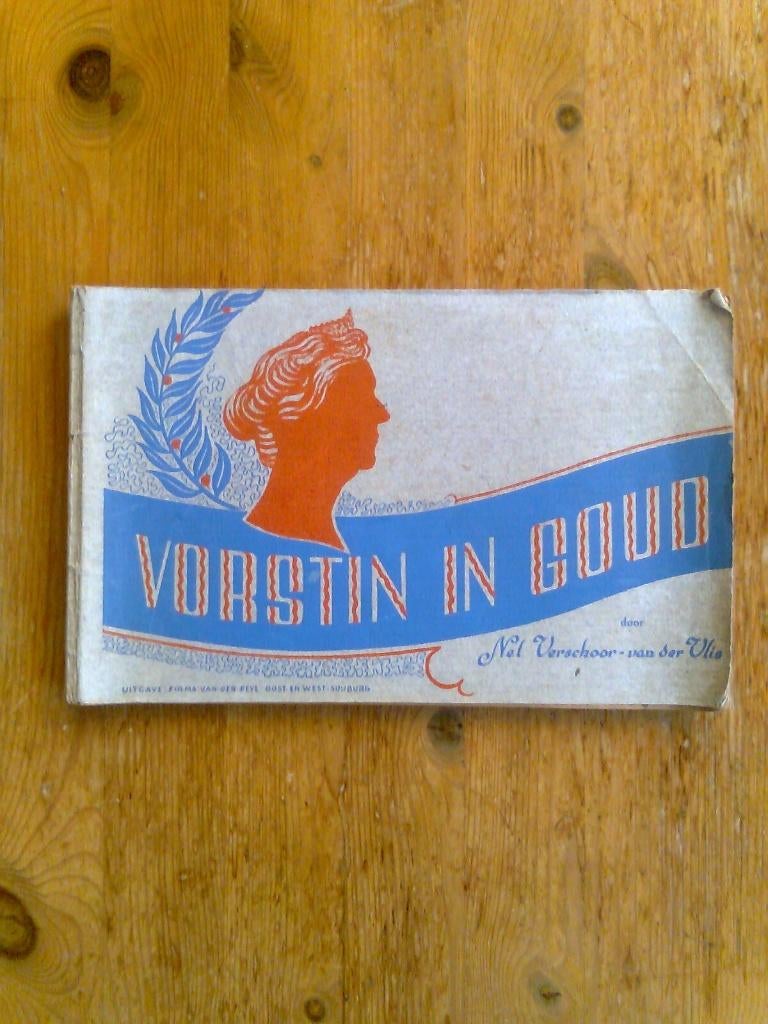 VORSTIN IN GOUD
door
Nel Verschoor-van der Vlis
UITGAVE: FIRMA VAN DER PEYL OOST EN WEST-SOUBURG